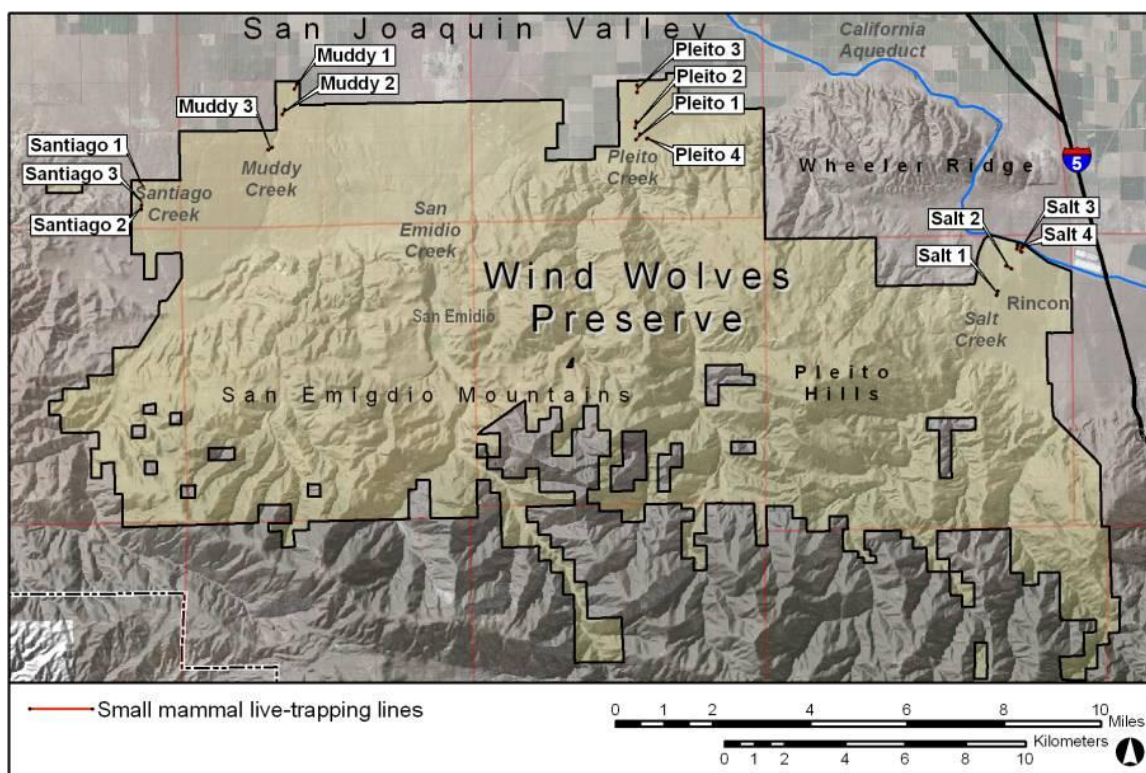 San Joaquin Valley
California
Aqueduct
Muddy 1
Muddy 2
Muddy 3
Muddy
Creek
Pleito 3
Pleito 2
Pleito 1
Pleito 4
Pleito
Creek
Wheeler Ridge
5
Santiago 1
Santiago 3
Santiago 2
Santiago
Creek
San
Emidio
Creek
Salt 2
Salt 3
Salt 4
Salt 1
Rincon
Salt
Creek
Wind Wolves
Preserve
San Emidio
San Emigdio Mountains
Pleito
Hills
Small mammal live-trapping lines
0 1 2 4 6 8 10
Miles
Kilometers
0 1 2 4 6 8 10